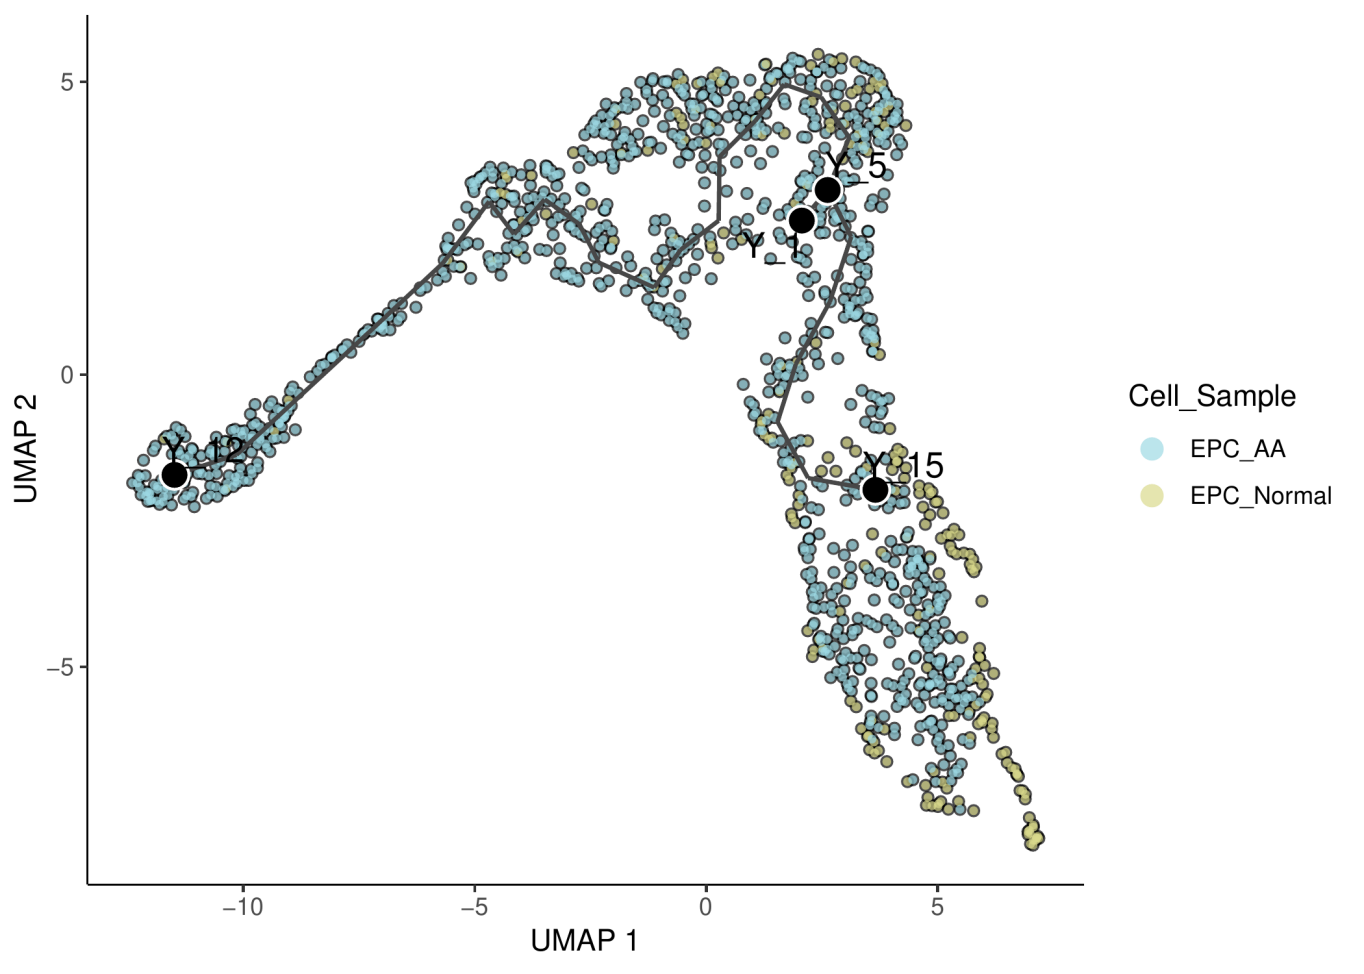 5
0
−5
UMAP 2
−10
−5
0
5
UMAP 1
Y_5
Y_1
Y_12
Y_15
Cell_Sample
EPC_AA
EPC_Normal